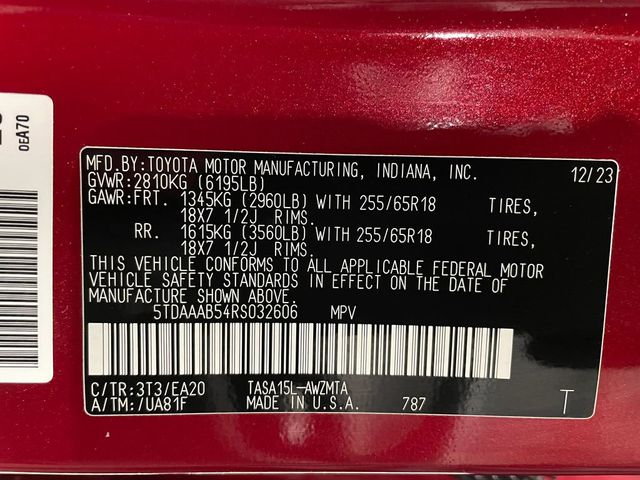 0EA70
MFD.BY:TOYOTA MOTOR MANUFACTURING, INDIANA, INC. 12/23
GVWR:2810KG (6195LB)
GAWR:FRT. 1345KG (2960LB) WITH 255/65R18 TIRES,
18X7 1/2J RIMS.
RR. 1615KG (3560LB) WITH 255/65R18 TIRES,
18X7 1/2J RIMS.
THIS VEHICLE CONFORMS TO ALL APPLICABLE FEDERAL MOTOR
VEHICLE SAFETY STANDARDS IN EFFECT ON THE DATE OF
MANUFACTURE SHOWN ABOVE.
5TDAAAB54RS032606 MPV
C/TR:3T3/EA20 TASA15L-AWZMTA
A/TM:/UA81F MADE IN U.S.A. 787 T